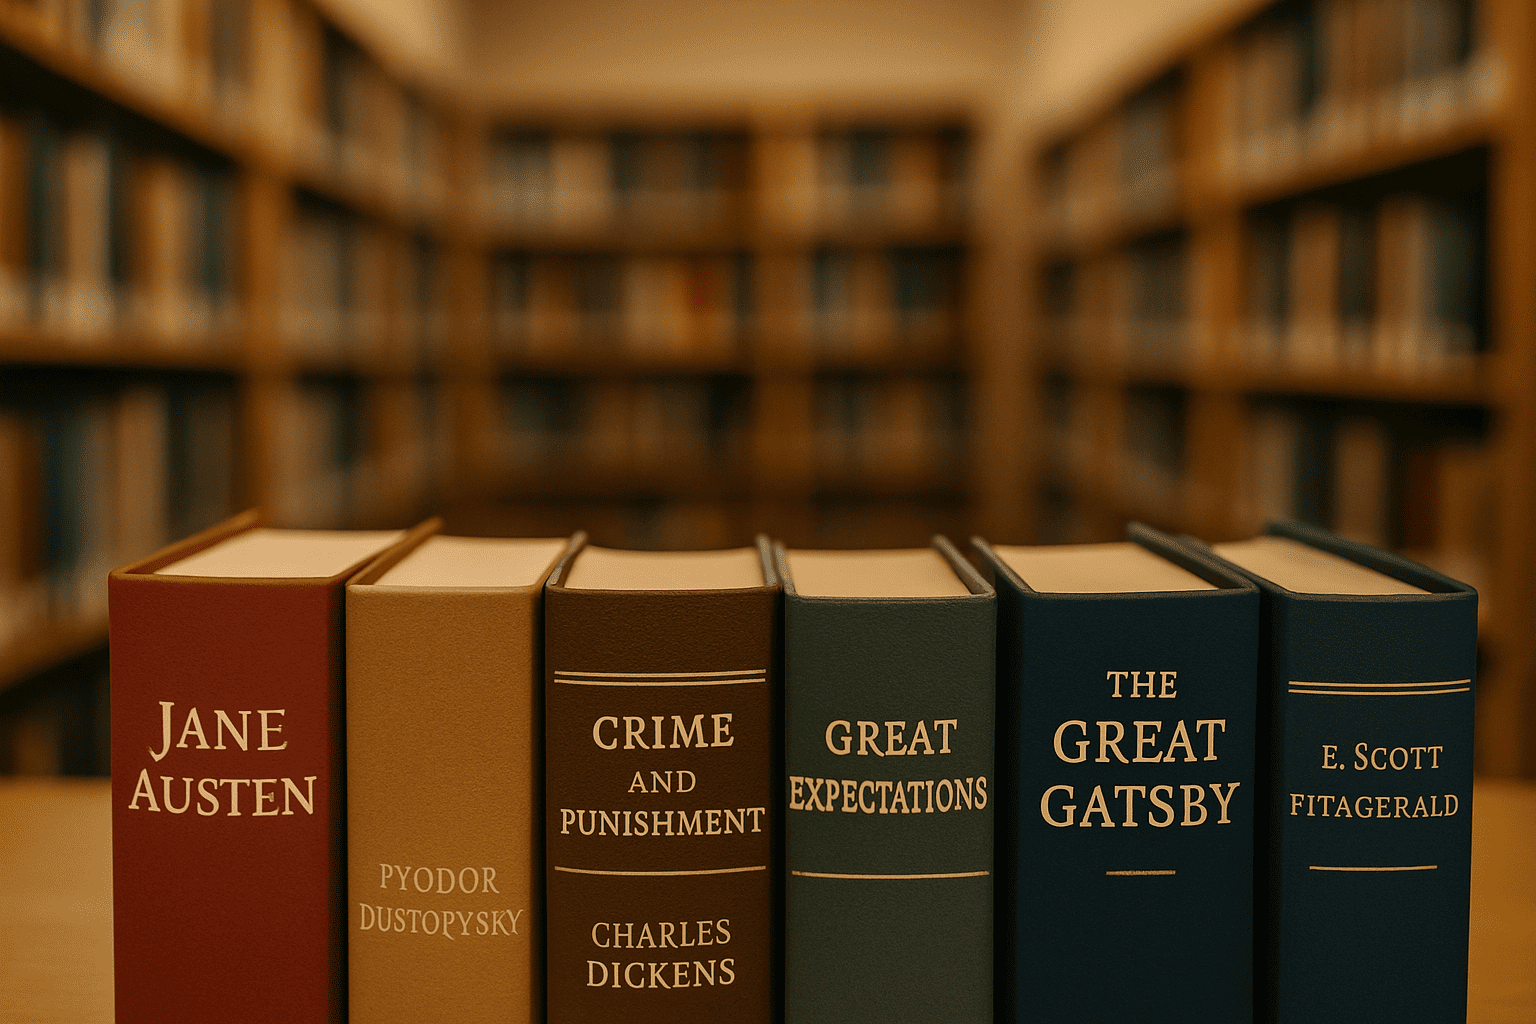 JANE
AUSTEN
PYODOR
DUSTOPYSKY
CRIME
AND
PUNISHMENT
CHARLES
DICKENS
GREAT
EXPECTATIONS
THE
GREAT
GATSBY
E. SCOTT
FITAGERALD